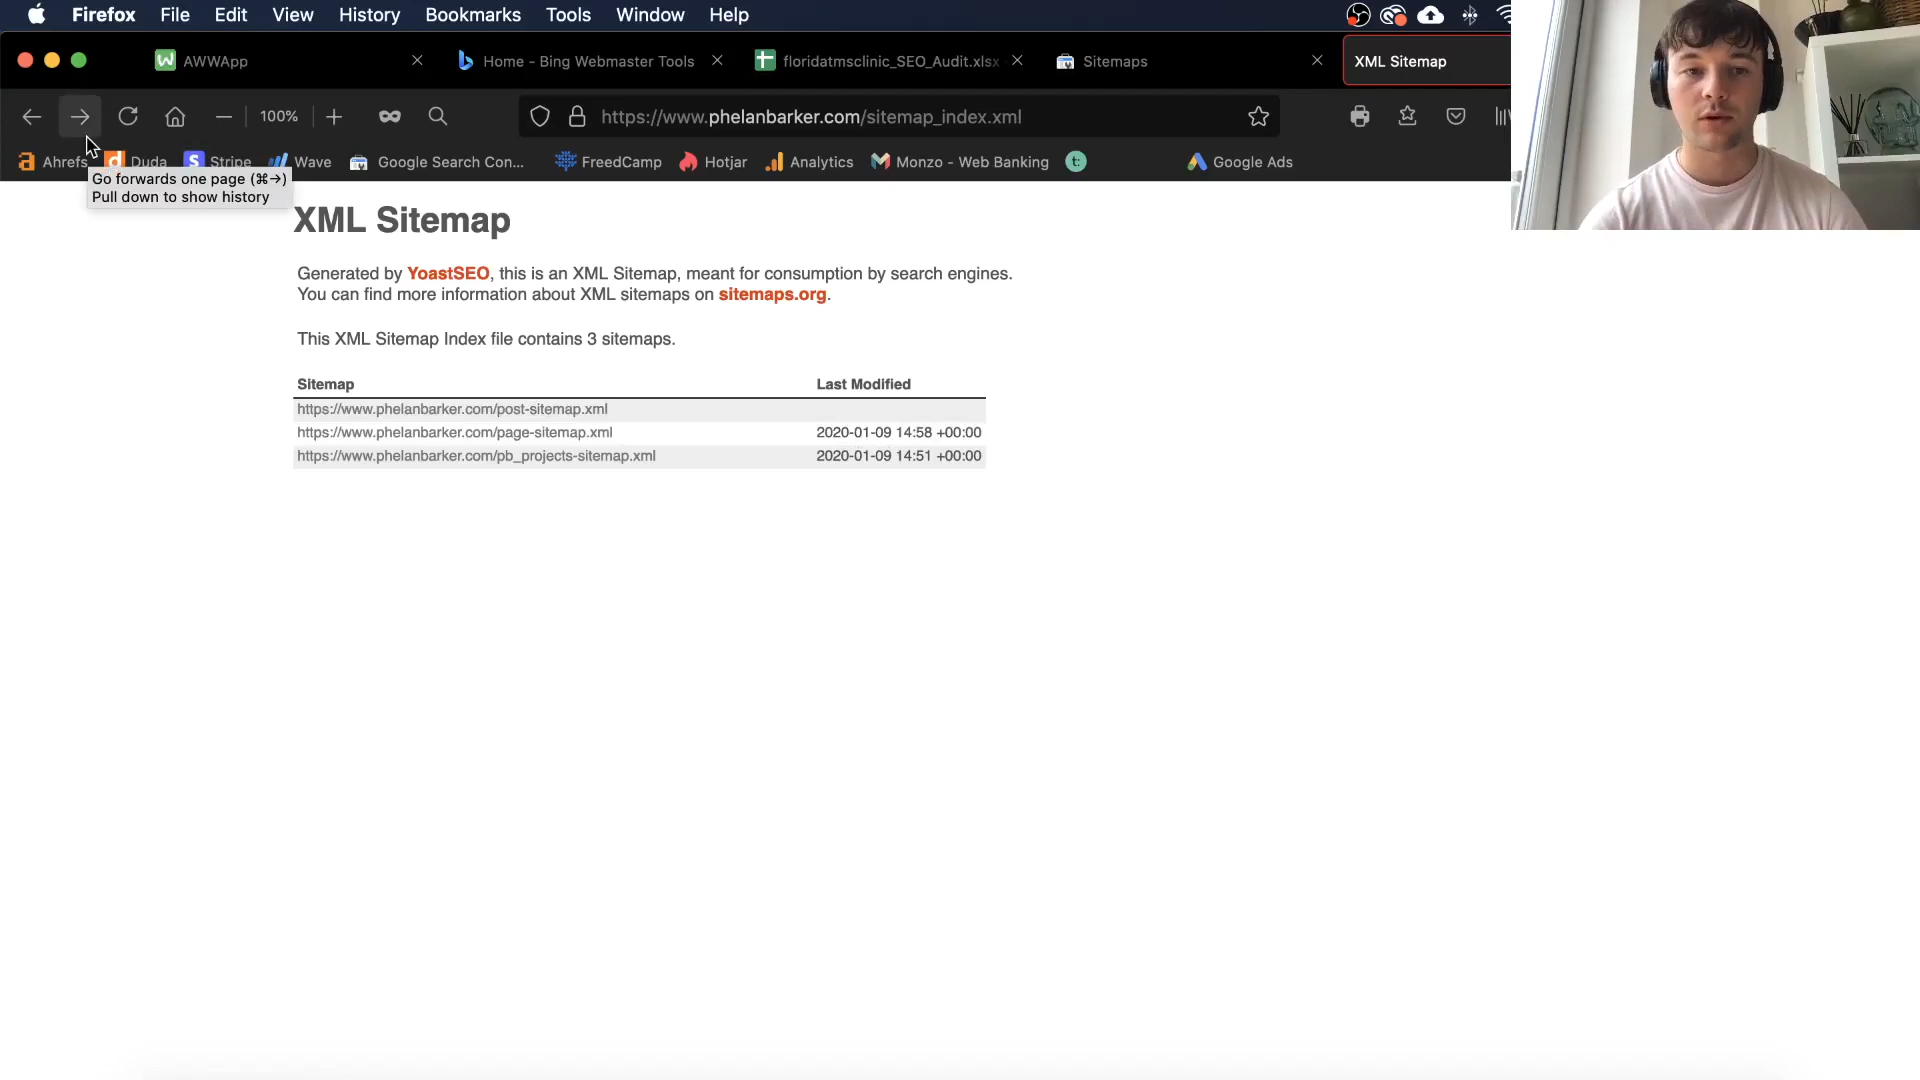 Firefox File Edit View History Bookmarks Tools Window Help
AWWApp Home - Bing Webmaster Tools floridatmsclinic_SEO_Audit.xlsx Sitemaps XML Sitemap
100% https://www.phelanbarker.com/sitemap_index.xml
Ahrefs Duda Stripe Wave Google Search Con... FreedCamp Hotjar Analytics Monzo - Web Banking t: Google Ads
Go forwards one page (⌘→)
Pull down to show history
XML Sitemap
Generated by YoastSEO, this is an XML Sitemap, meant for consumption by search engines.
You can find more information about XML sitemaps on sitemaps.org.
This XML Sitemap Index file contains 3 sitemaps.
Sitemap Last Modified
https://www.phelanbarker.com/post-sitemap.xml
https://www.phelanbarker.com/page-sitemap.xml 2020-01-09 14:58 +00:00
https://www.phelanbarker.com/pb_projects-sitemap.xml 2020-01-09 14:51 +00:00